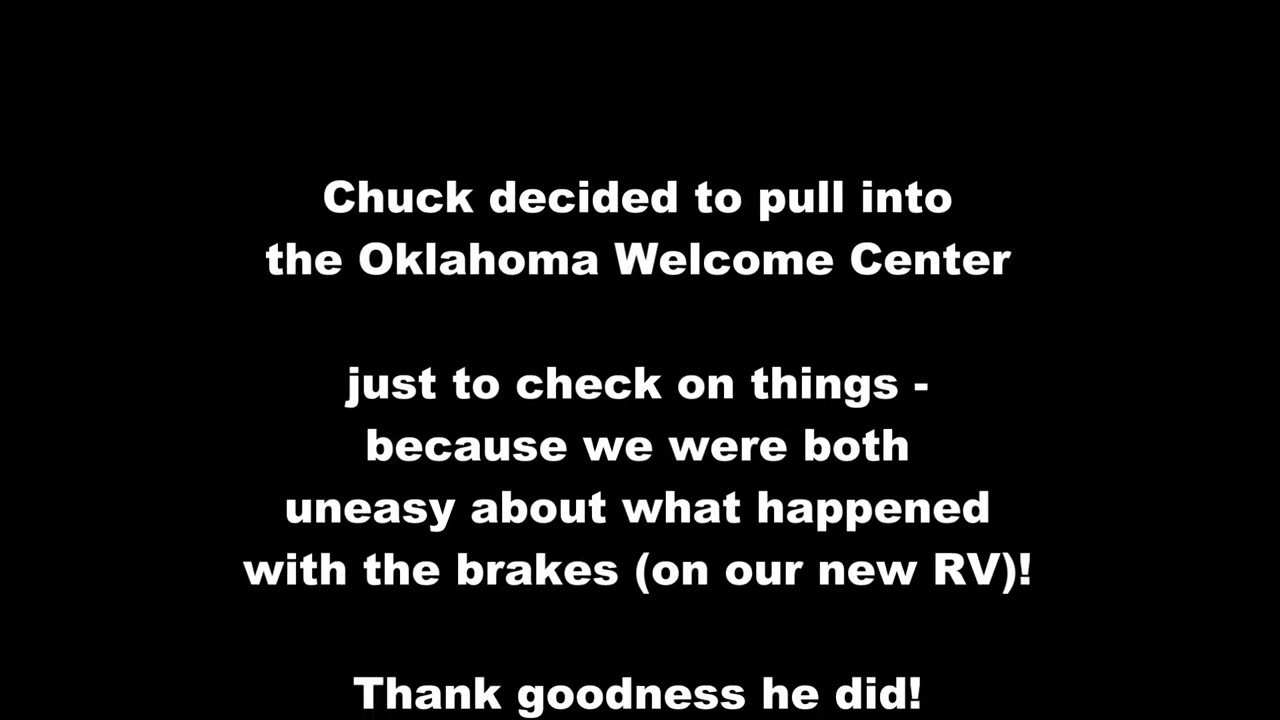 Chuck decided to pull into
the Oklahoma Welcome Center
just to check on things -
because we were both
uneasy about what happened
with the brakes (on our new RV)!
Thank goodness he did!